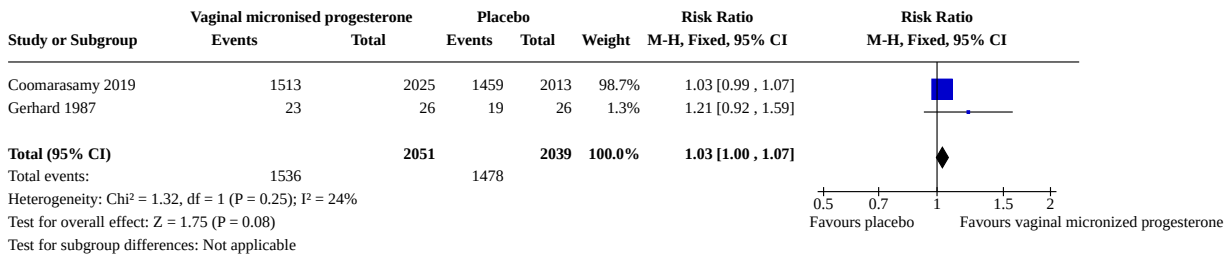 Vaginal micronised progesterone Placebo Risk Ratio Risk Ratio
Study or Subgroup Events Total Events Total Weight M-H, Fixed, 95% CI M-H, Fixed, 95% CI
Coomarasamy 2019 1513 2025 1459 2013 98.7% 1.03 [0.99 , 1.07]
Gerhard 1987 23 26 19 26 1.3% 1.21 [0.92 , 1.59]
Total (95% CI) 2051 2039 100.0% 1.03 [1.00 , 1.07]
Total events: 1536 1478
Heterogeneity: Chi² = 1.32, df = 1 (P = 0.25); I² = 24%
0.5 0.7 1 1.5 2
Test for overall effect: Z = 1.75 (P = 0.08) Favours placebo Favours vaginal micronized progesterone
Test for subgroup differences: Not applicable